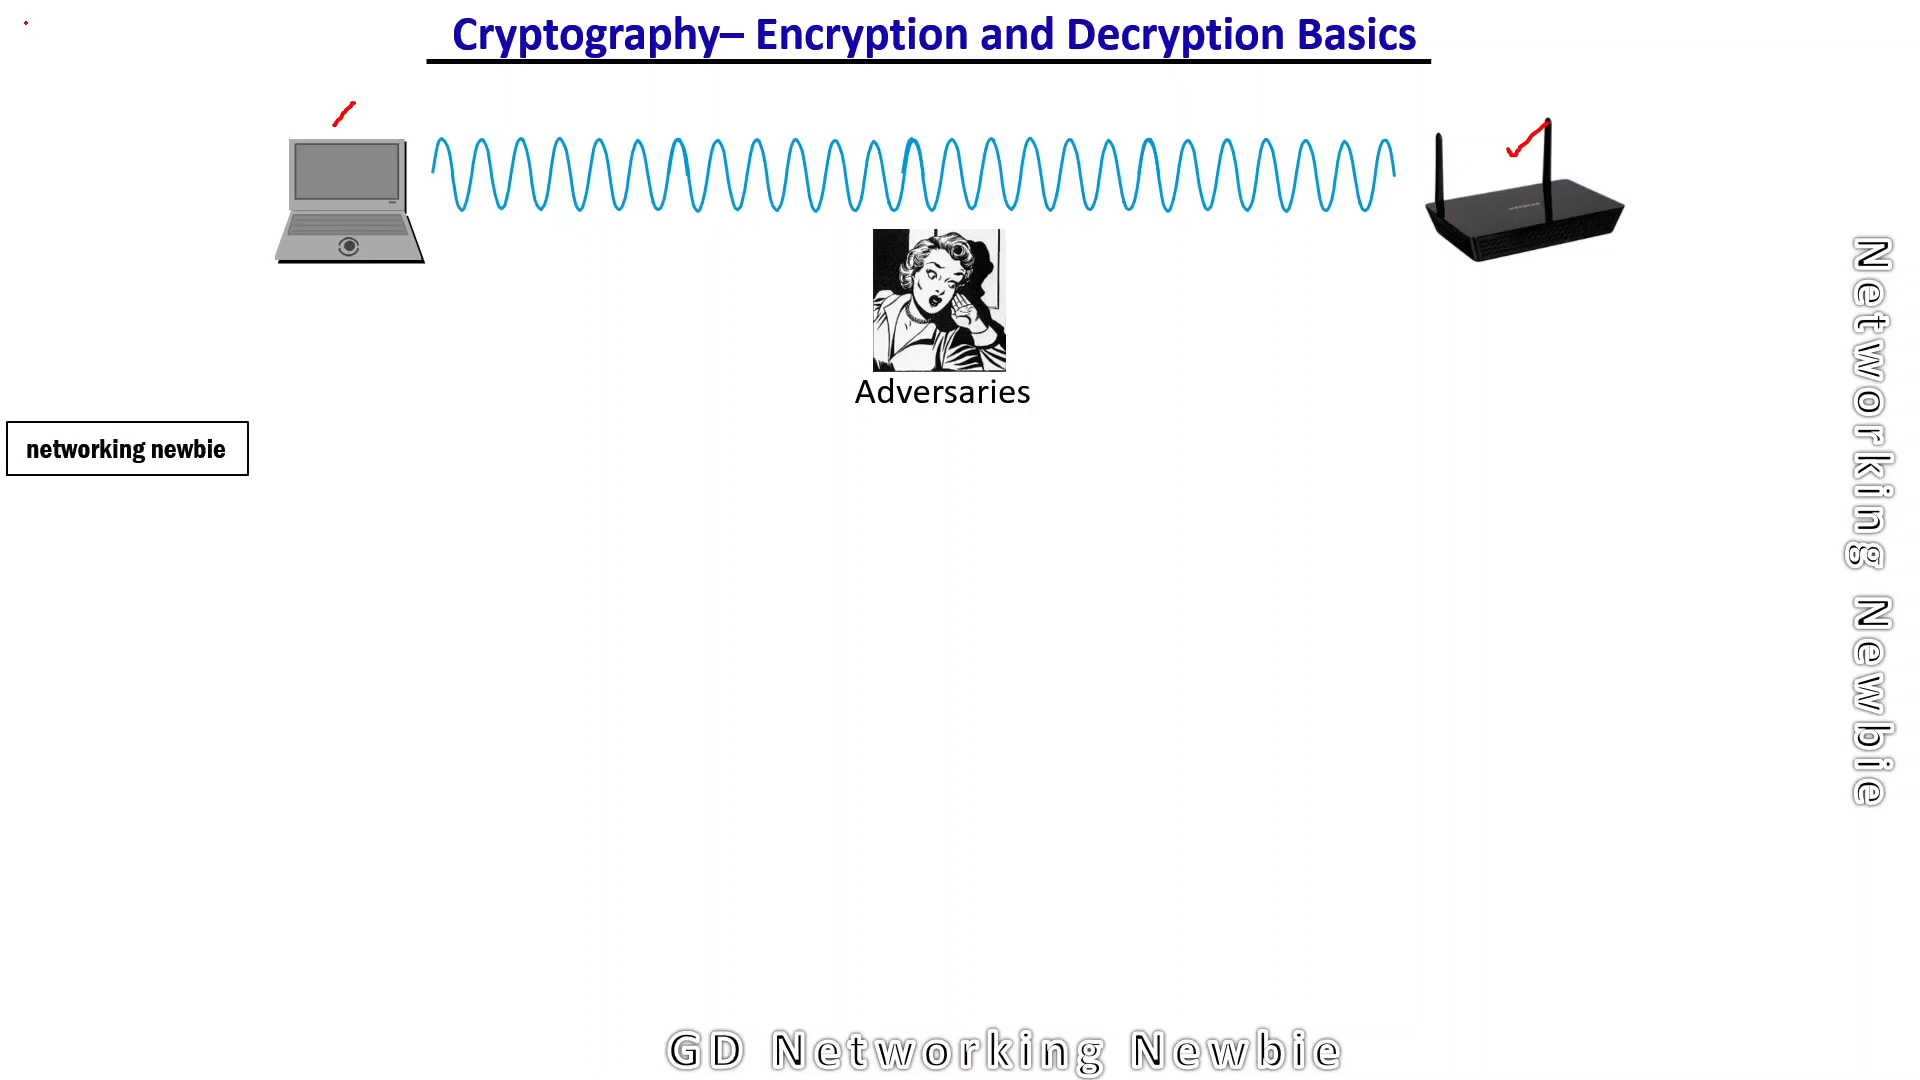 Cryptography– Encryption and Decryption Basics
Adversaries
networking newbie
Networking Newbie
GD Networking Newbie